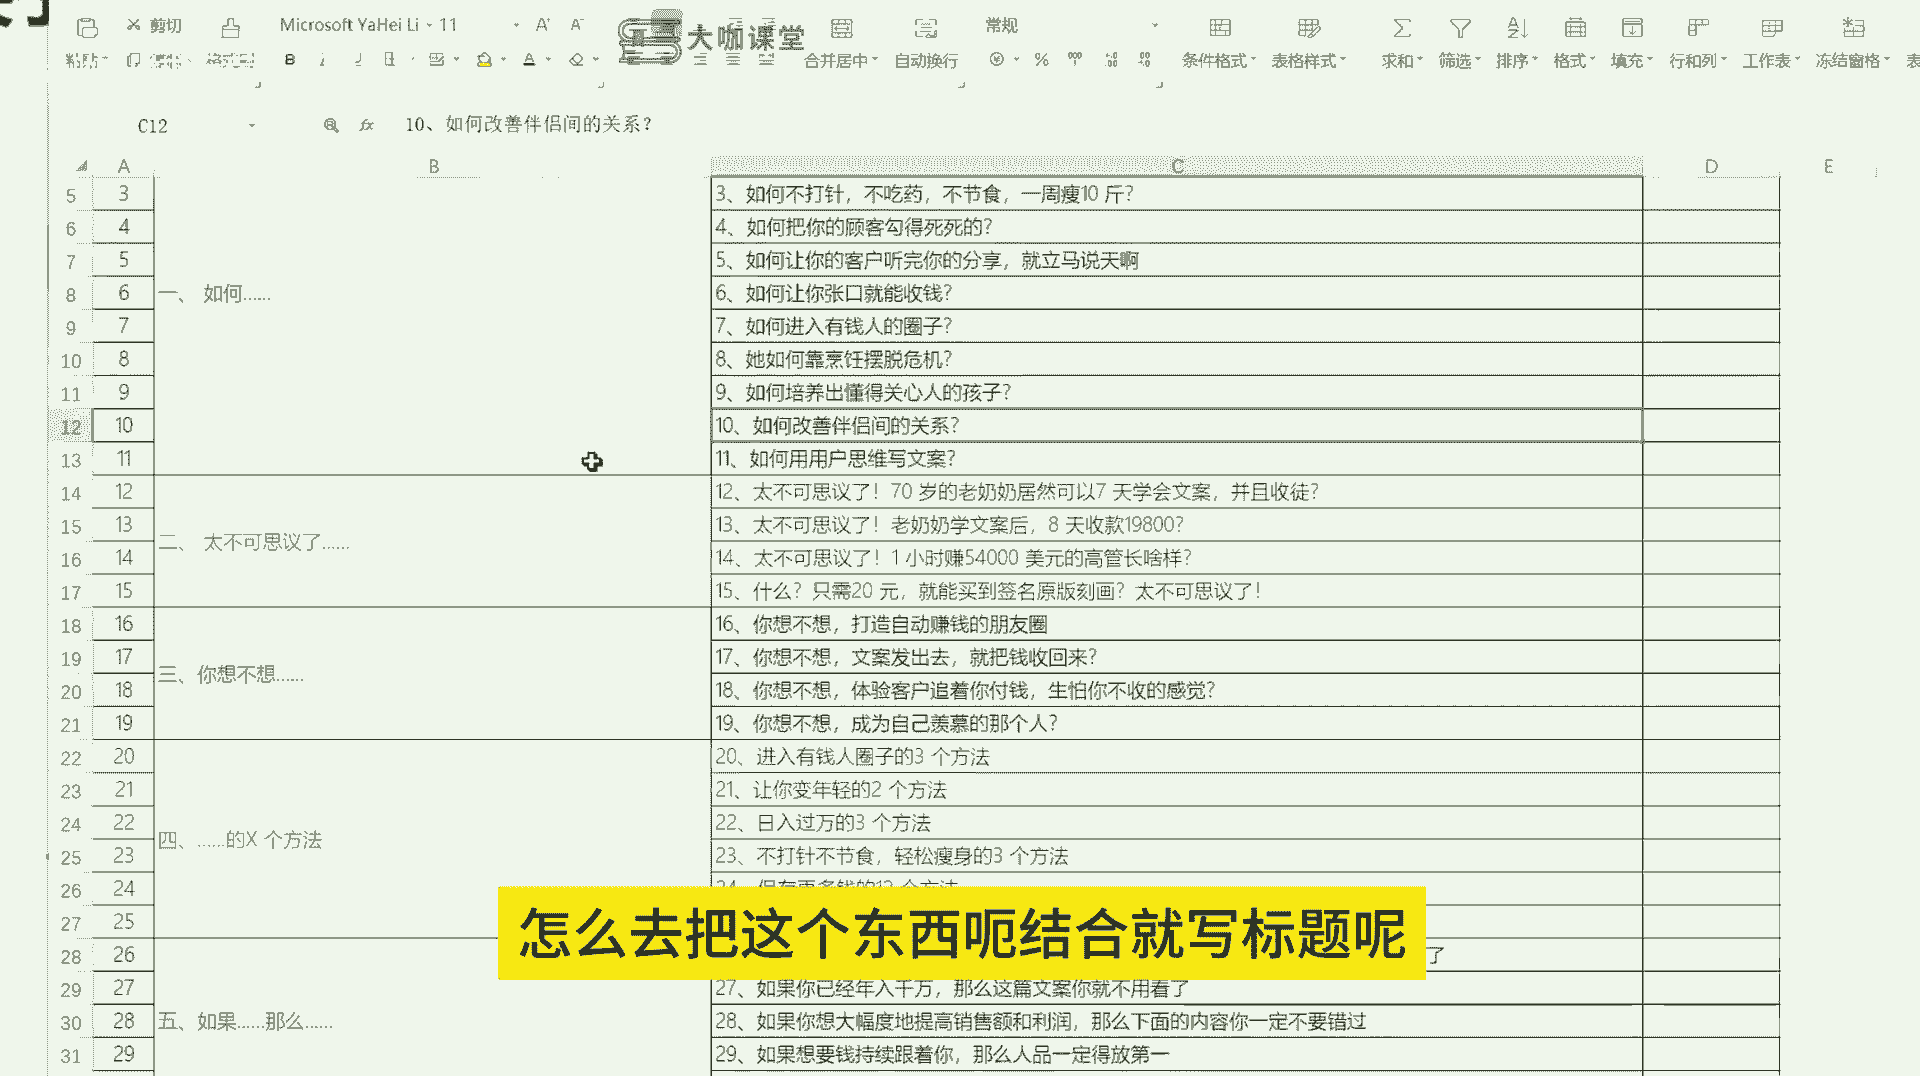 剪切
Microsoft YaHei Li
11
A
A
大咖课堂
常规
粘贴
格式刷
B
A
合并居中
自动换行
%
条件格式
表格样式
求和
筛选
排序
格式
填充
行和列
工作表
冻结窗格
表
C12
fx
10、如何改善伴侣间的关系？
A
B
C
D
E
5 3 3、如何不打针，不吃药，不节食，一周瘦10 斤？
6 4 4、如何把你的顾客勾得死死的？
7 5 5、如何让你的客户听完你的分享，就立马说天啊
8 6 一、 如何…… 6、如何让你张口就能收钱？
9 7 7、如何进入有钱人的圈子？
10 8 8、她如何靠烹饪摆脱危机？
11 9 9、如何培养出懂得关心人的孩子？
12 10 10、如何改善伴侣间的关系？
13 11 11、如何用用户思维写文案？
14 12 12、太不可思议了！70 岁的老奶奶居然可以7 天学会文案，并且收徒？
15 13 二、 太不可思议了…… 13、太不可思议了！老奶奶学文案后，8 天收款19800？
16 14 14、太不可思议了！1 小时赚54000 美元的高管长啥样？
17 15 15、什么？只需20 元，就能买到签名原版刻画？太不可思议了！
18 16 16、你想不想，打造自动赚钱的朋友圈
19 17 三、你想不想…… 17、你想不想，文案发出去，就把钱收回来？
20 18 18、你想不想，体验客户追着你付钱，生怕你不收的感觉？
21 19 19、你想不想，成为自己羡慕的那个人？
22 20 20、进入有钱人圈子的3 个方法
23 21 21、让你变年轻的2 个方法
24 22 四、……的X 个方法 22、日入过万的3 个方法
25 23 23、不打针不节食，轻松瘦身的3 个方法
26 24
27 25
怎么去把这个东西呃结合就写标题呢
28 26 了
29 27 27、如果你已经年入千万，那么这篇文案你就不用看了
30 28 五、如果……那么…… 28、如果你想大幅度地提高销售额和利润，那么下面的内容你一定不要错过
31 29 29、如果想要钱持续跟着你，那么人品一定得放第一